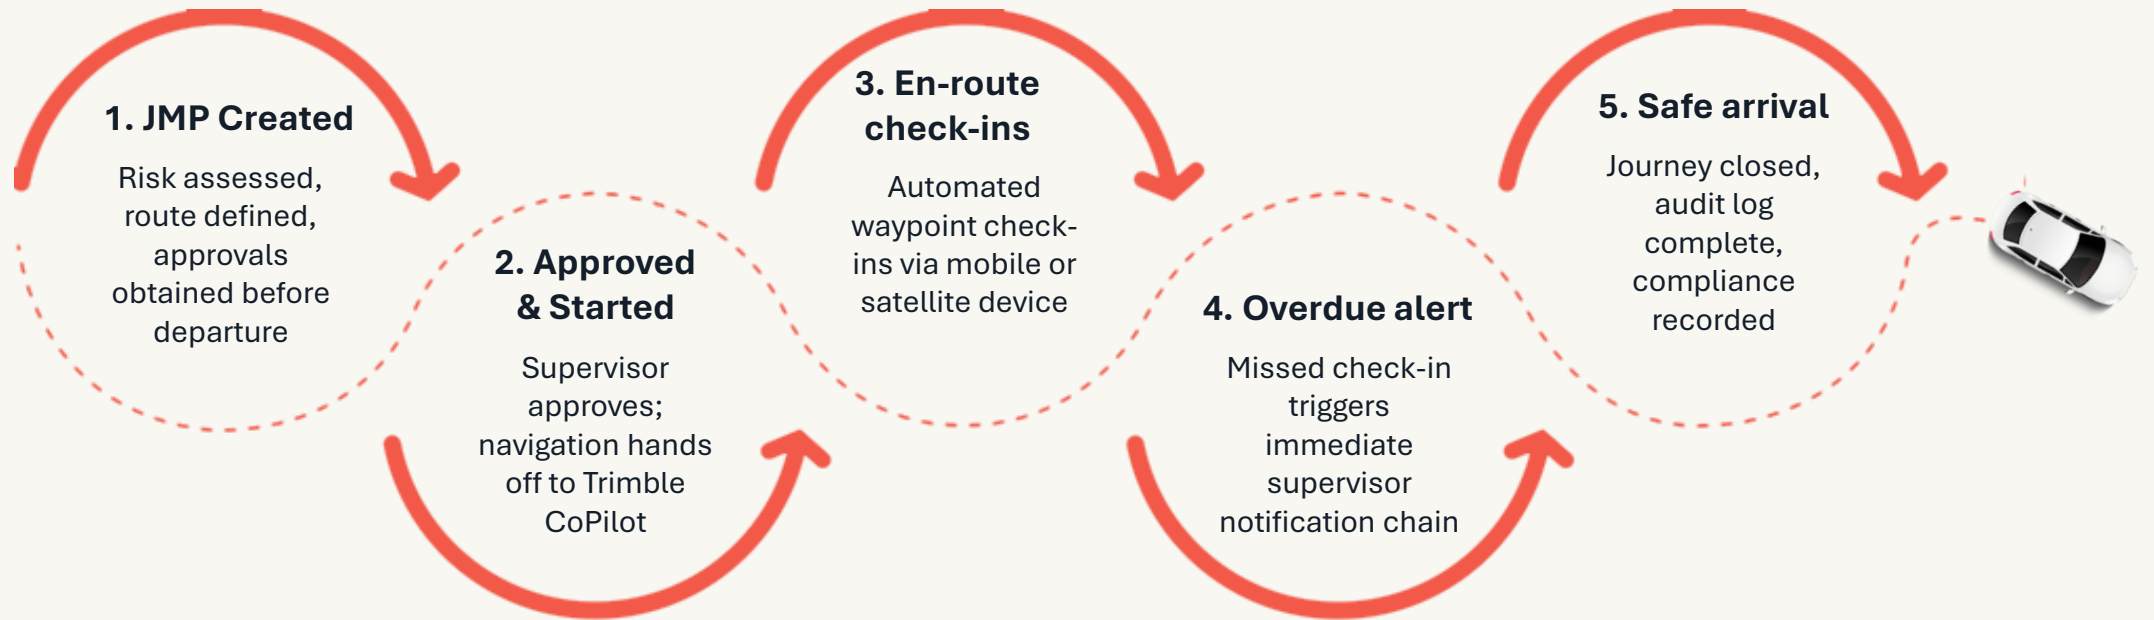 1. JMP Created
Risk assessed,
route defined,
approvals
obtained before
departure
2. Approved
& Started
Supervisor
approves;
navigation hands
off to Trimble
CoPilot
3. En-route
check-ins
Automated
waypoint check-
ins via mobile or
satellite device
4. Overdue alert
Missed check-in
triggers
immediate
supervisor
notification chain
5. Safe arrival
Journey closed,
audit log
complete,
compliance
recorded